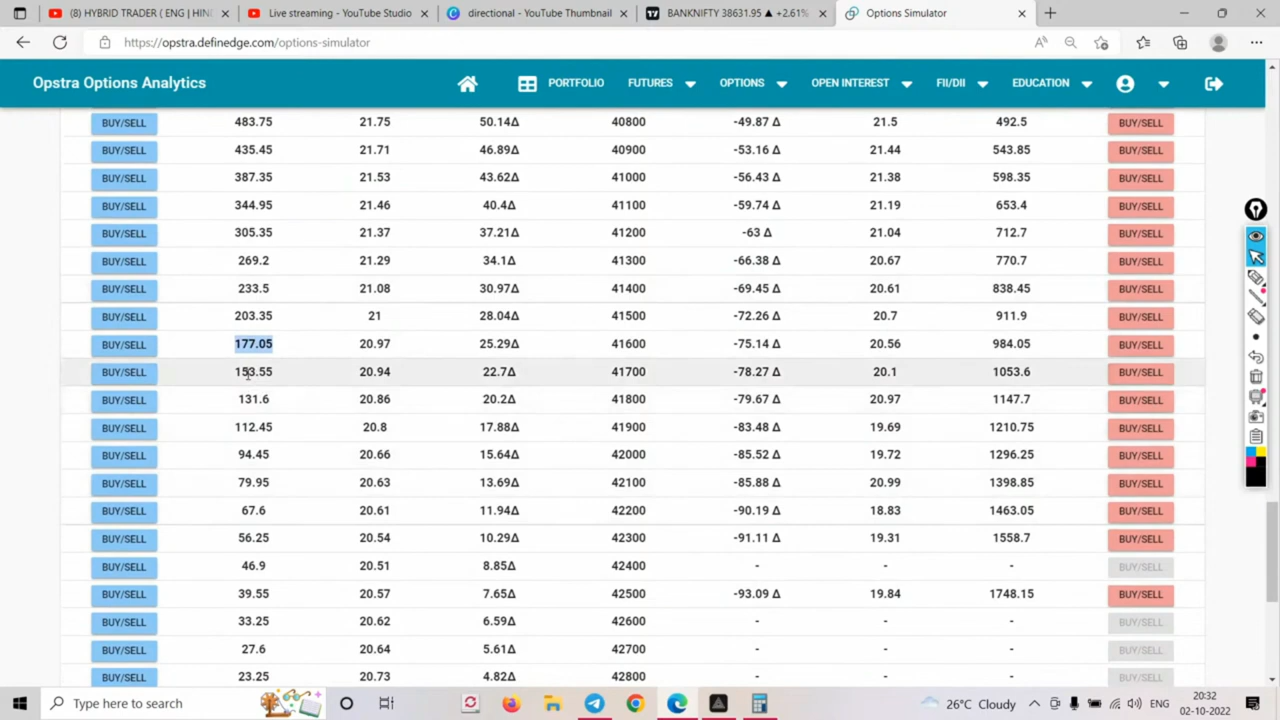 (8) HYBRID TRADER ( ENG | HIN
Live streaming - YouTube Studio
directional - YouTube Thumbnail
BANKNIFTY 38631.95 ▲ +2.61%
Options Simulator
https://opstra.definedge.com/options-simulator
Opstra Options Analytics
PORTFOLIO
FUTURES
OPTIONS
OPEN INTEREST
FII/DII
EDUCATION
BUY/SELL 483.75 21.75 50.14Δ 40800 -49.87 Δ 21.5 492.5 BUY/SELL
BUY/SELL 435.45 21.71 46.89Δ 40900 -53.16 Δ 21.44 543.85 BUY/SELL
BUY/SELL 387.35 21.53 43.62Δ 41000 -56.43 Δ 21.38 598.35 BUY/SELL
BUY/SELL 344.95 21.46 40.4Δ 41100 -59.74 Δ 21.19 653.4 BUY/SELL
BUY/SELL 305.35 21.37 37.21Δ 41200 -63 Δ 21.04 712.7 BUY/SELL
BUY/SELL 269.2 21.29 34.1Δ 41300 -66.38 Δ 20.67 770.7 BUY/SELL
BUY/SELL 233.5 21.08 30.97Δ 41400 -69.45 Δ 20.61 838.45 BUY/SELL
BUY/SELL 203.35 21 28.04Δ 41500 -72.26 Δ 20.7 911.9 BUY/SELL
BUY/SELL 177.05 20.97 25.29Δ 41600 -75.14 Δ 20.56 984.05 BUY/SELL
BUY/SELL 153.55 20.94 22.7Δ 41700 -78.27 Δ 20.1 1053.6 BUY/SELL
BUY/SELL 131.6 20.86 20.2Δ 41800 -79.67 Δ 20.97 1147.7 BUY/SELL
BUY/SELL 112.45 20.8 17.88Δ 41900 -83.48 Δ 19.69 1210.75 BUY/SELL
BUY/SELL 94.45 20.66 15.64Δ 42000 -85.52 Δ 19.72 1296.25 BUY/SELL
BUY/SELL 79.95 20.63 13.69Δ 42100 -85.88 Δ 20.99 1398.85 BUY/SELL
BUY/SELL 67.6 20.61 11.94Δ 42200 -90.19 Δ 18.83 1463.05 BUY/SELL
BUY/SELL 56.25 20.54 10.29Δ 42300 -91.11 Δ 19.31 1558.7 BUY/SELL
BUY/SELL 46.9 20.51 8.85Δ 42400 - - - BUY/SELL
BUY/SELL 39.55 20.57 7.65Δ 42500 -93.09 Δ 19.84 1748.15 BUY/SELL
BUY/SELL 33.25 20.62 6.59Δ 42600 - - - BUY/SELL
BUY/SELL 27.6 20.64 5.61Δ 42700 - - - BUY/SELL
BUY/SELL 23.25 20.73 4.82Δ 42800 - - - BUY/SELL
Type here to search
26°C Cloudy
ENG
20:32
02-10-2022